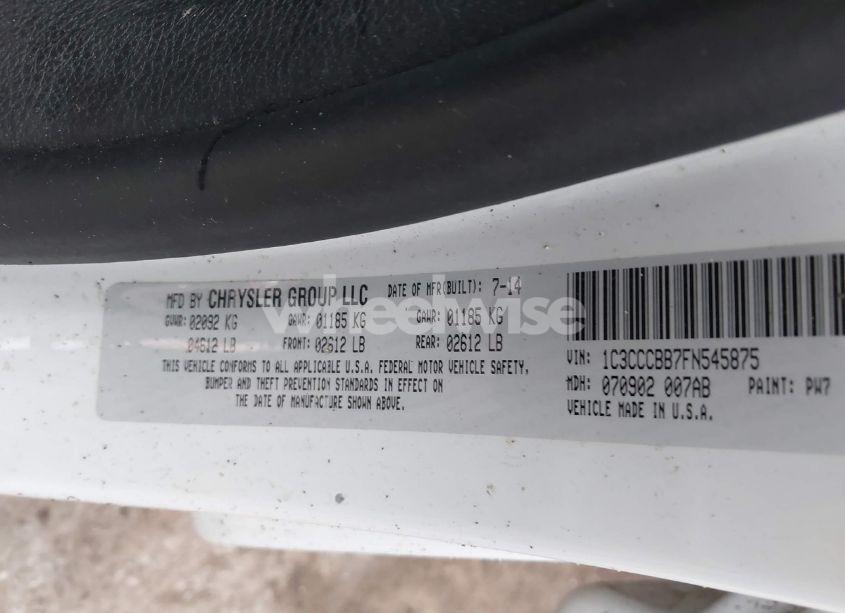 MFD BY CHRYSLER GROUP LLC DATE OF MFR(BUILT): 7-14
GVWR: 02092 KG GAWR: 01185 KG GAWR: 01185 KG
04612 LB FRONT: 02612 LB REAR: 02612 LB
THIS VEHICLE CONFORMS TO ALL APPLICABLE U.S.A. FEDERAL MOTOR VEHICLE SAFETY,
BUMPER AND THEFT PREVENTION STANDARDS IN EFFECT ON
THE DATE OF MANUFACTURE SHOWN ABOVE.
VIN: 1C3CCCBB7FN545875
MDH: 070902 007AB PAINT: PW7
VEHICLE MADE IN U.S.A.
wheelwise